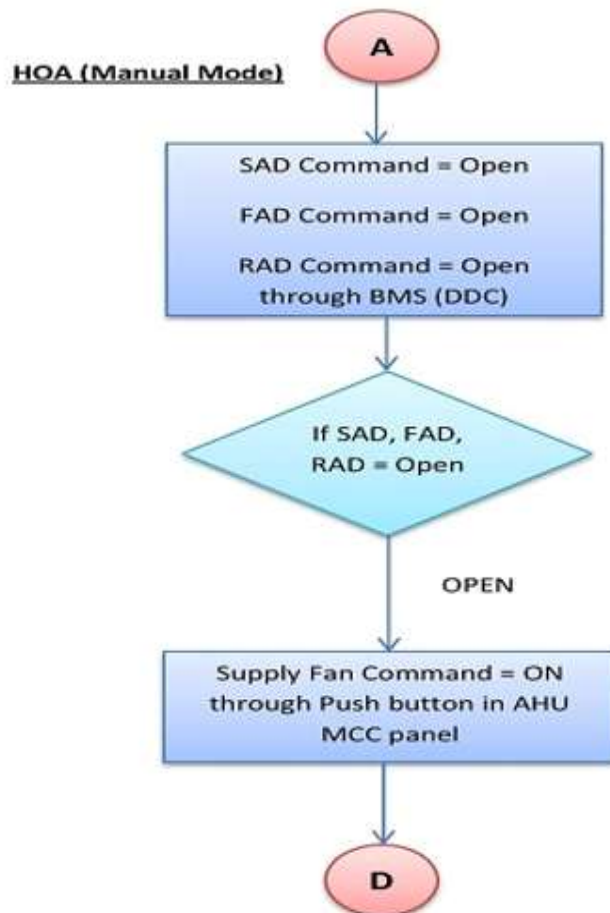 A
HOA (Manual Mode)
SAD Command = Open
FAD Command = Open
RAD Command = Open
through BMS (DDC)
If SAD, FAD,
RAD = Open
OPEN
Supply Fan Command = ON
through Push button in AHU
MCC panel
D